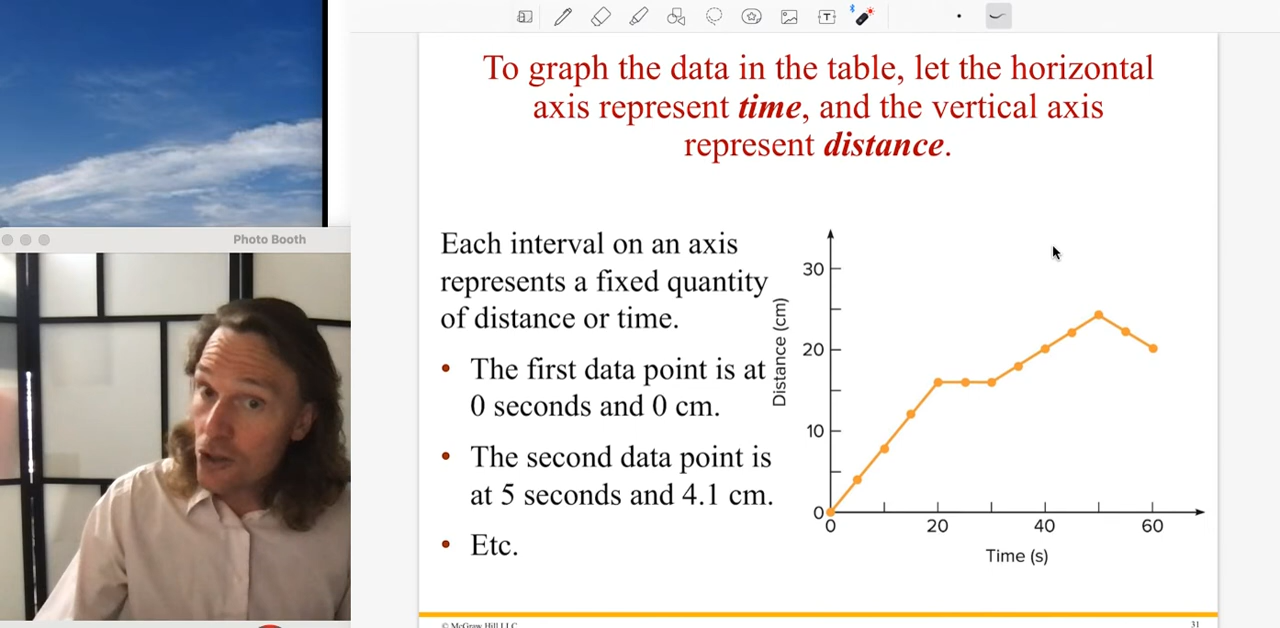 To graph the data in the table, let the horizontal
axis represent time, and the vertical axis
represent distance.
Photo Booth
Each interval on an axis
represents a fixed quantity
of distance or time.
• The first data point is at
0 seconds and 0 cm.
• The second data point is
at 5 seconds and 4.1 cm.
• Etc.
Distance (cm)
30
20
10
0
0 20 40 60
Time (s)
© McGraw Hill LLC
31